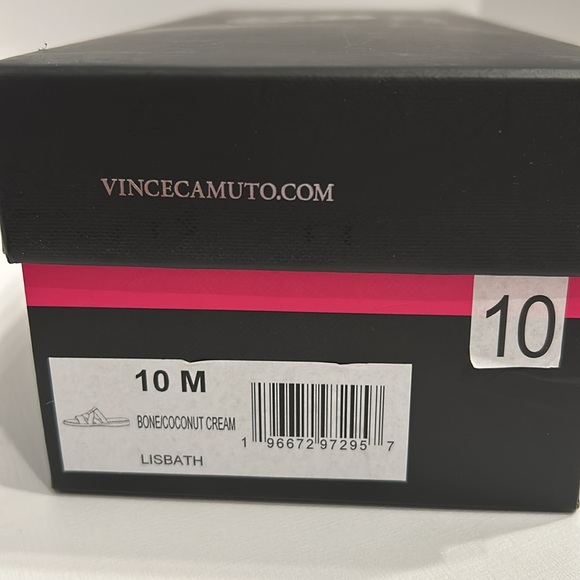 VINCECAMUTO.COM
10
10 M
BONE/COCONUT CREAM
1 96672 97295 7
LISBATH